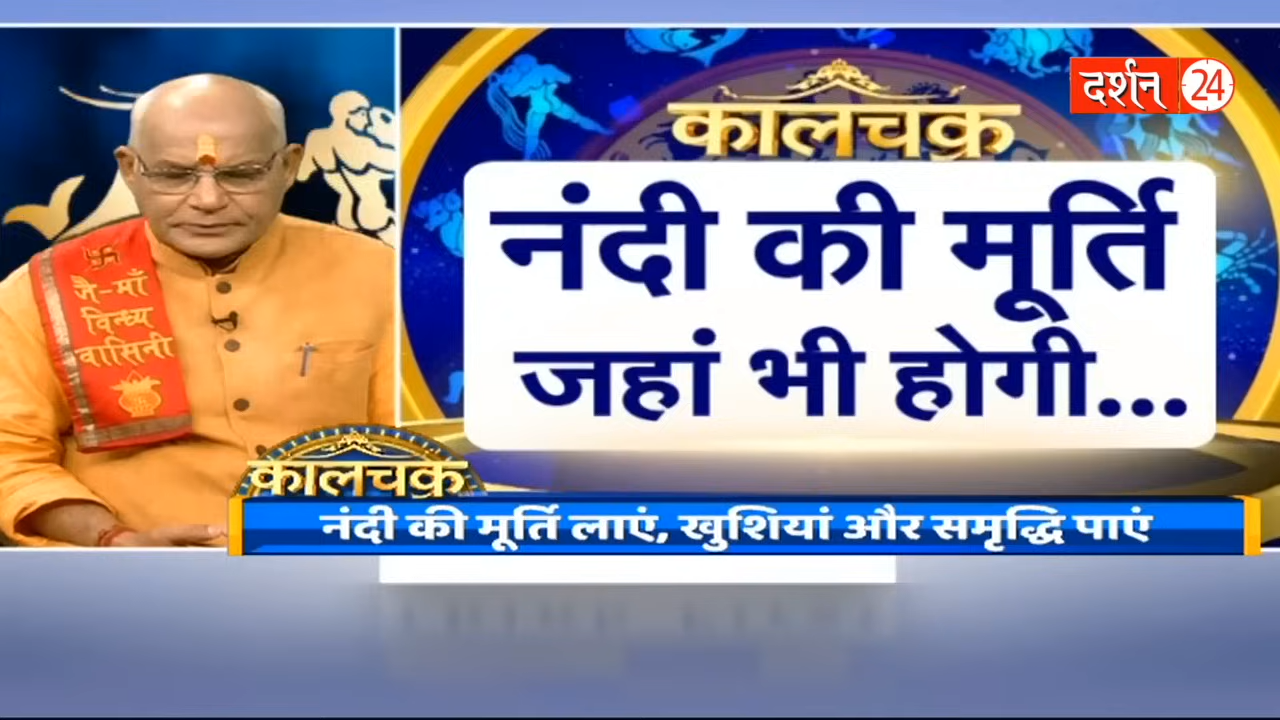 दर्शन 24
कालचक्र
नंदी की मूर्ति
जहां भी होगी...
जै-माँ
विन्ध्य
वासिनी
कालचक्र
नंदी की मूर्ति लाएं, खुशियां और समृद्धि पाएं